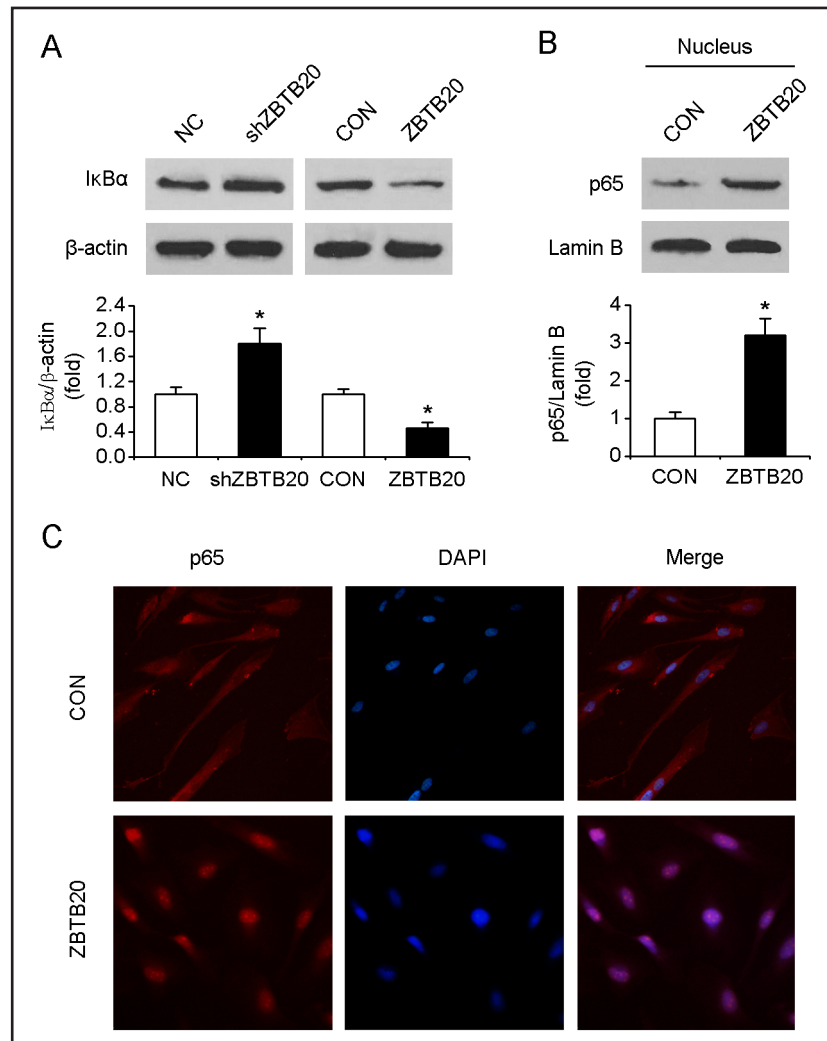 A
NC shZBTB20 CON ZBTB20
IκBα
β-actin
2.4
2.0
1.6
1.2
0.8
0.4
0.0
IκBα/β-actin
(fold)
* *
NC shZBTB20 CON ZBTB20
B
Nucleus
CON ZBTB20
p65
Lamin B
4
3
2
1
0
p65/Lamin B
(fold)
*
CON ZBTB20
C
p65 DAPI Merge
CON
ZBTB20